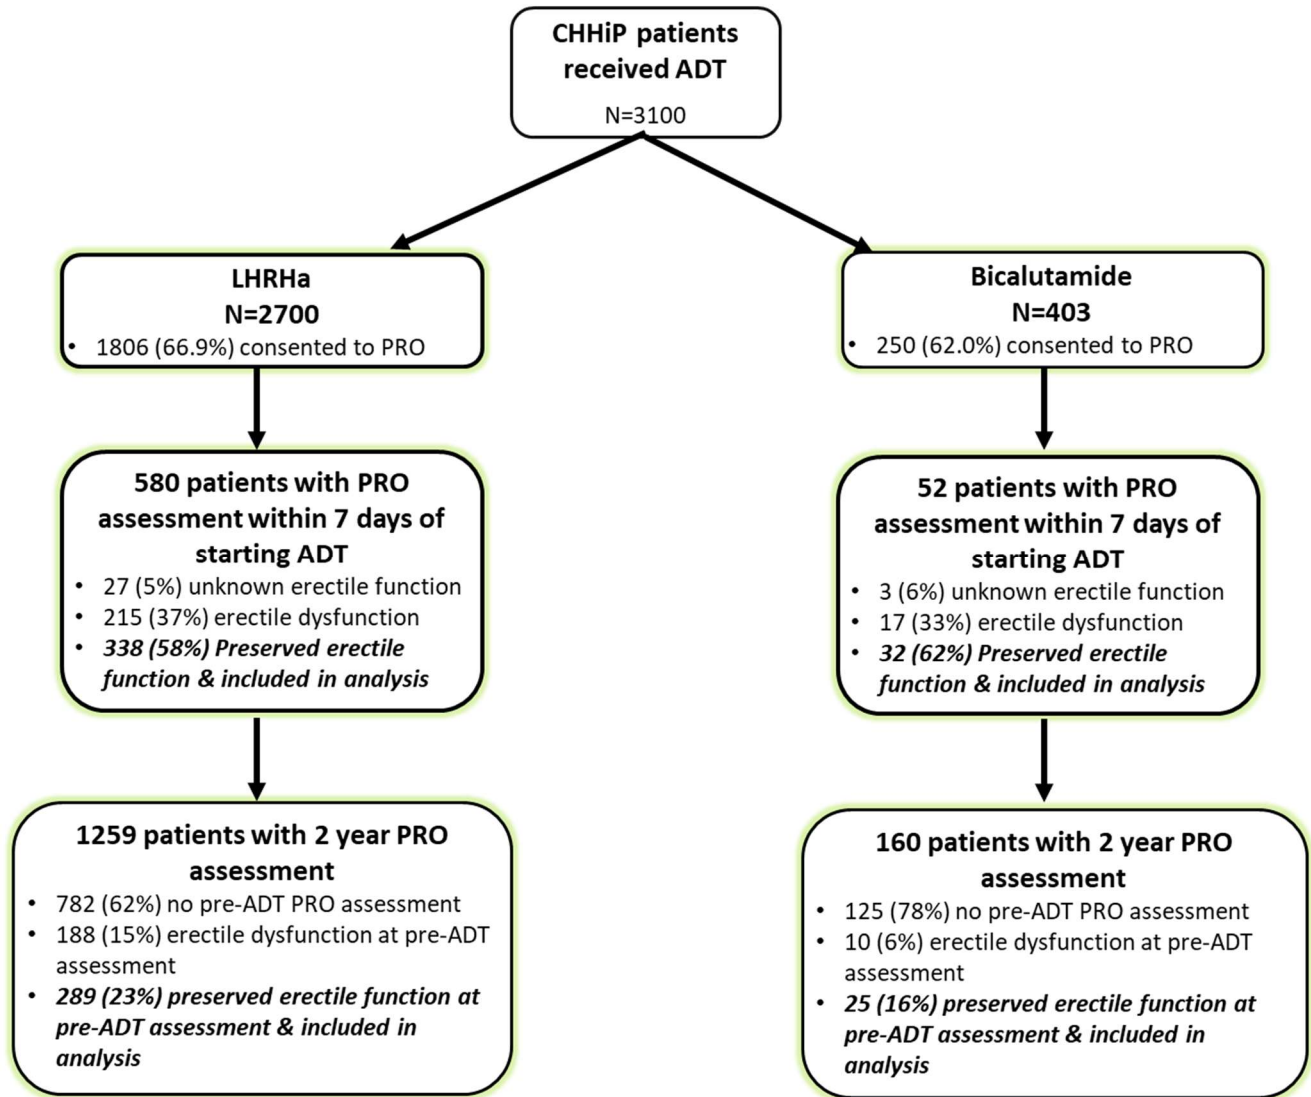 CHHiP patients
received ADT
N=3100
LHRHa
N=2700
• 1806 (66.9%) consented to PRO
Bicalutamide
N=403
• 250 (62.0%) consented to PRO
580 patients with PRO
assessment within 7 days of
starting ADT
• 27 (5%) unknown erectile function
• 215 (37%) erectile dysfunction
• 338 (58%) Preserved erectile
function & included in analysis
52 patients with PRO
assessment within 7 days of
starting ADT
• 3 (6%) unknown erectile function
• 17 (33%) erectile dysfunction
• 32 (62%) Preserved erectile
function & included in analysis
1259 patients with 2 year PRO
assessment
• 782 (62%) no pre-ADT PRO assessment
• 188 (15%) erectile dysfunction at pre-ADT
assessment
• 289 (23%) preserved erectile function at
pre-ADT assessment & included in
analysis
160 patients with 2 year PRO
assessment
• 125 (78%) no pre-ADT PRO assessment
• 10 (6%) erectile dysfunction at pre-ADT
assessment
• 25 (16%) preserved erectile function at
pre-ADT assessment & included in
analysis